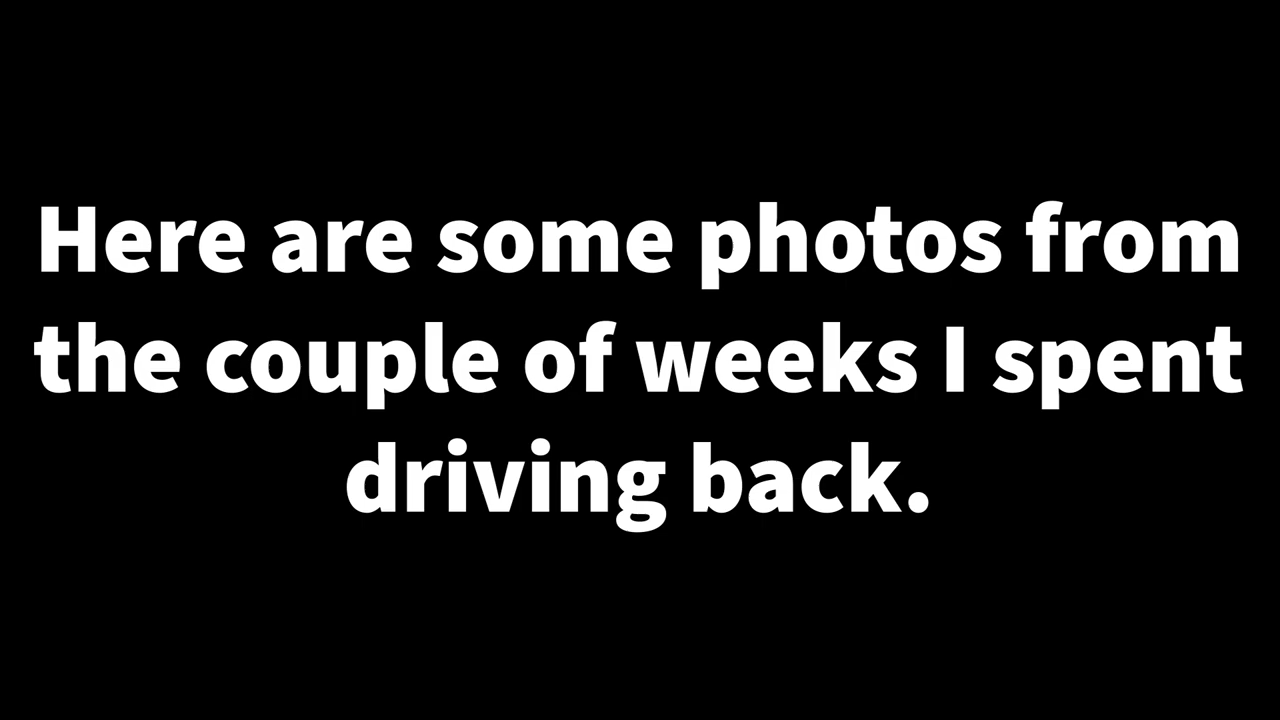 Here are some photos from
the couple of weeks I spent
driving back.